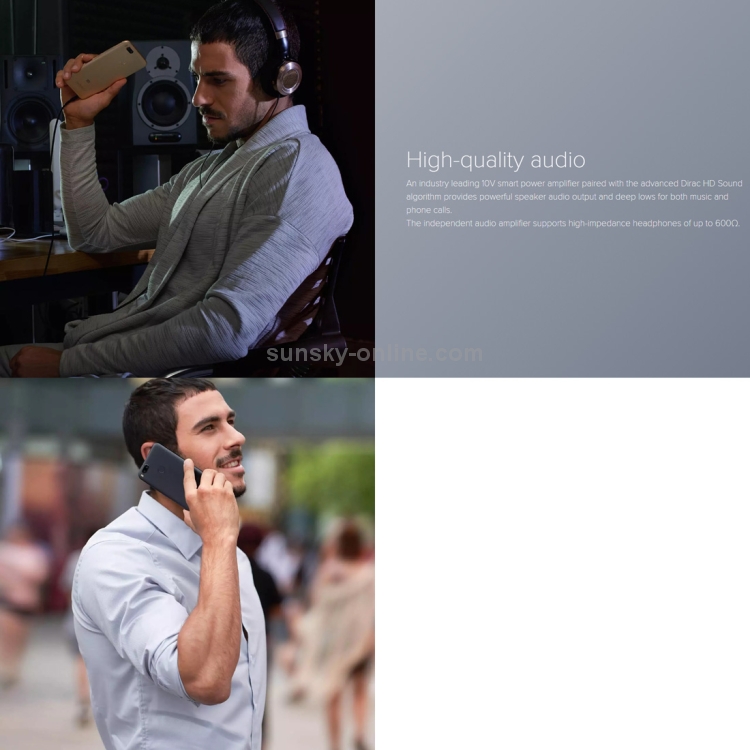 High-quality audio
An industry leading 10V smart power amplifier paired with the advanced Dirac HD Sound
algorithm provides powerful speaker audio output and deep lows for both music and
phone calls.
The independent audio amplifier supports high-impedance headphones of up to 600Ω.
sunsky-online.com